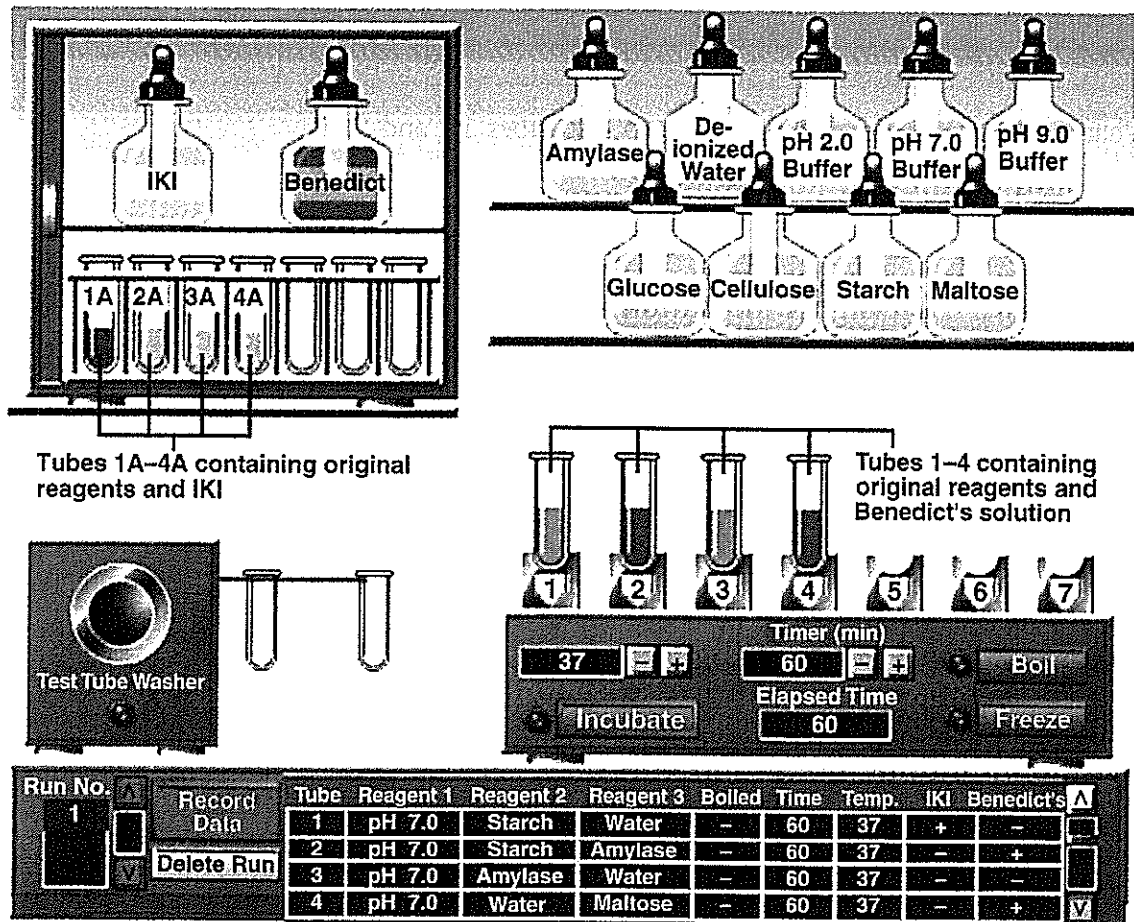 IKI
Benedict
1A 2A 3A 4A
Tubes 1A–4A containing original
reagents and IKI
Amylase
De-
ionized
Water
pH 2.0
Buffer
pH 7.0
Buffer
pH 9.0
Buffer
Glucose
Cellulose
Starch
Maltose
Tubes 1–4 containing
original reagents and
Benedict's solution
1 2 3 4 5 6 7
Test Tube Washer
Timer (min)
37 – + 60 – + Boil
Elapsed Time
Incubate 60 Freeze
Run No.
1
Record
Data
Delete Run
Tube Reagent 1 Reagent 2 Reagent 3 Boiled Time Temp. IKI Benedict's
1 pH 7.0 Starch Water – 60 37 + –
2 pH 7.0 Starch Amylase – 60 37 – +
3 pH 7.0 Amylase Water – 60 37 – –
4 pH 7.0 Water Maltose – 60 37 – +